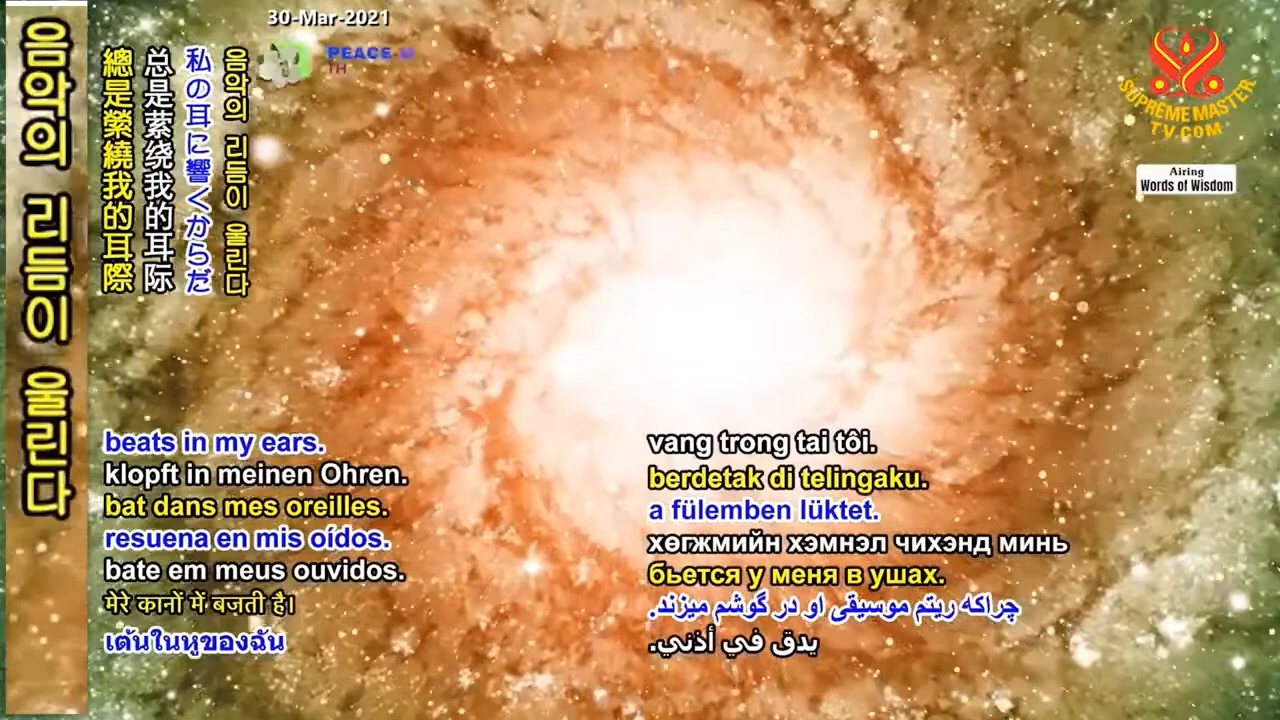 30-Mar-2021
PEACE-U
TH
SUPREME MASTER
TV.COM
Airing
Words of Wisdom
음악의 리듬이 울린다
總是縈繞我的耳際
总是萦绕我的耳际
私の耳に響くからだ
음악의 리듬이 울린다
beats in my ears.
klopft in meinen Ohren.
bat dans mes oreilles.
resuena en mis oídos.
bate em meus ouvidos.
मेरे कानों में बजती है।
เต้นในหูของฉัน
vang trong tai tôi.
berdetak di telingaku.
a fülemben lüktet.
хөгжмийн хэмнэл чихэнд минь
бьется у меня в ушах.
چراکه ریتم موسیقی او در گوشم میزند.
يدق في أذني.